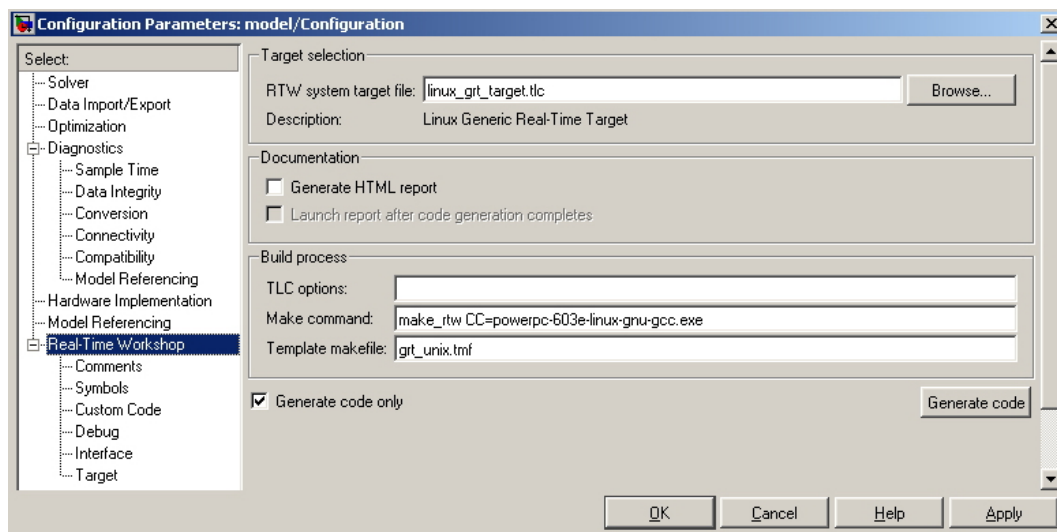 Configuration Parameters: model/Configuration
Select:
Solver
Data Import/Export
Optimization
Diagnostics
Sample Time
Data Integrity
Conversion
Connectivity
Compatibility
Model Referencing
Hardware Implementation
Model Referencing
Real-Time Workshop
Comments
Symbols
Custom Code
Debug
Interface
Target
Target selection
RTW system target file: linux_grt_target.tlc Browse...
Description: Linux Generic Real-Time Target
Documentation
Generate HTML report
Launch report after code generation completes
Build process
TLC options:
Make command: make_rtw CC=powerpc-603e-linux-gnu-gcc.exe
Template makefile: grt_unix.tmf
Generate code only Generate code
OK Cancel Help Apply